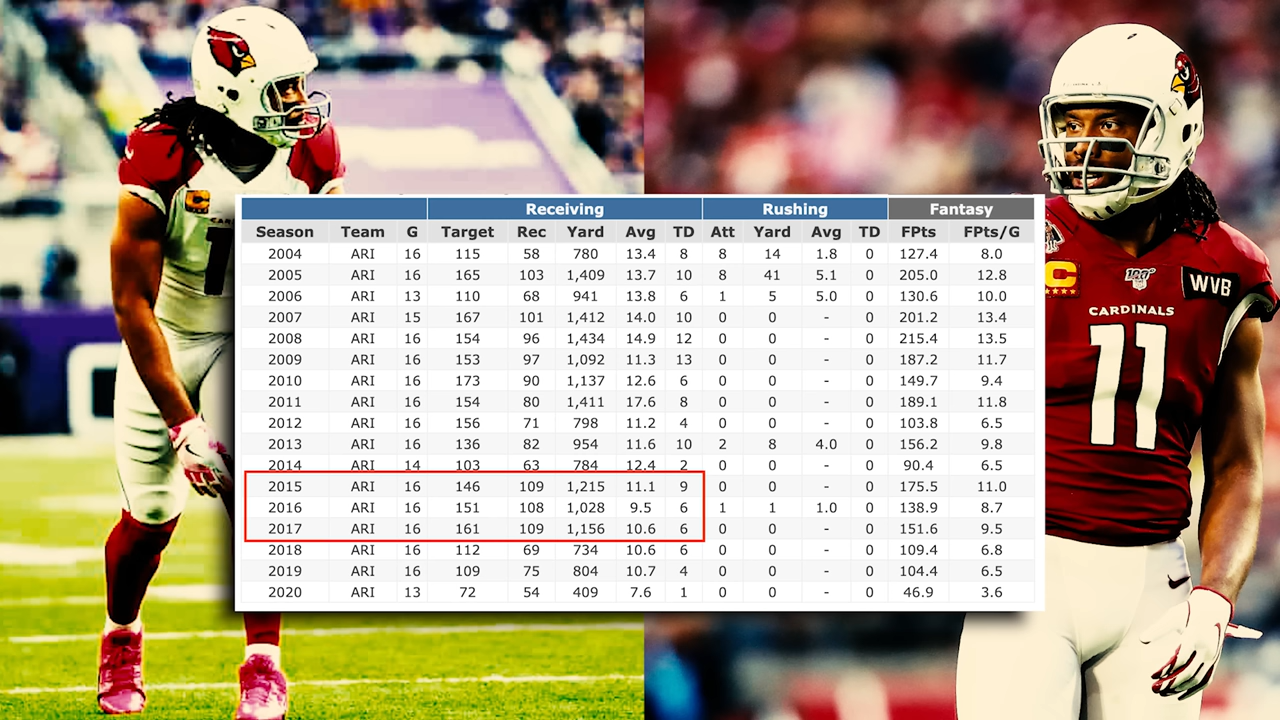 Receiving Rushing Fantasy
Season Team G Target Rec Yard Avg TD Att Yard Avg TD FPts FPts/G
2004 ARI 16 115 58 780 13.4 8 8 14 1.8 0 127.4 8.0
2005 ARI 16 165 103 1,409 13.7 10 8 41 5.1 0 205.0 12.8
2006 ARI 13 110 68 941 13.8 6 1 5 5.0 0 130.6 10.0
2007 ARI 15 167 101 1,412 14.0 10 0 0 - 0 201.2 13.4
2008 ARI 16 154 96 1,434 14.9 12 0 0 - 0 215.4 13.5
2009 ARI 16 153 97 1,092 11.3 13 0 0 - 0 187.2 11.7
2010 ARI 16 173 90 1,137 12.6 6 0 0 - 0 149.7 9.4
2011 ARI 16 154 80 1,411 17.6 8 0 0 - 0 189.1 11.8
2012 ARI 16 156 71 798 11.2 4 0 0 - 0 103.8 6.5
2013 ARI 16 136 82 954 11.6 10 2 8 4.0 0 156.2 9.8
2014 ARI 14 103 63 784 12.4 2 0 0 - 0 90.4 6.5
2015 ARI 16 146 109 1,215 11.1 9 0 0 - 0 175.5 11.0
2016 ARI 16 151 108 1,028 9.5 6 1 1 1.0 0 138.9 8.7
2017 ARI 16 161 109 1,156 10.6 6 0 0 - 0 151.6 9.5
2018 ARI 16 112 69 734 10.6 6 0 0 - 0 109.4 6.8
2019 ARI 16 109 75 804 10.7 4 0 0 - 0 104.4 6.5
2020 ARI 13 72 54 409 7.6 1 0 0 - 0 46.9 3.6
C
C
100
WVB
CARDINALS
11